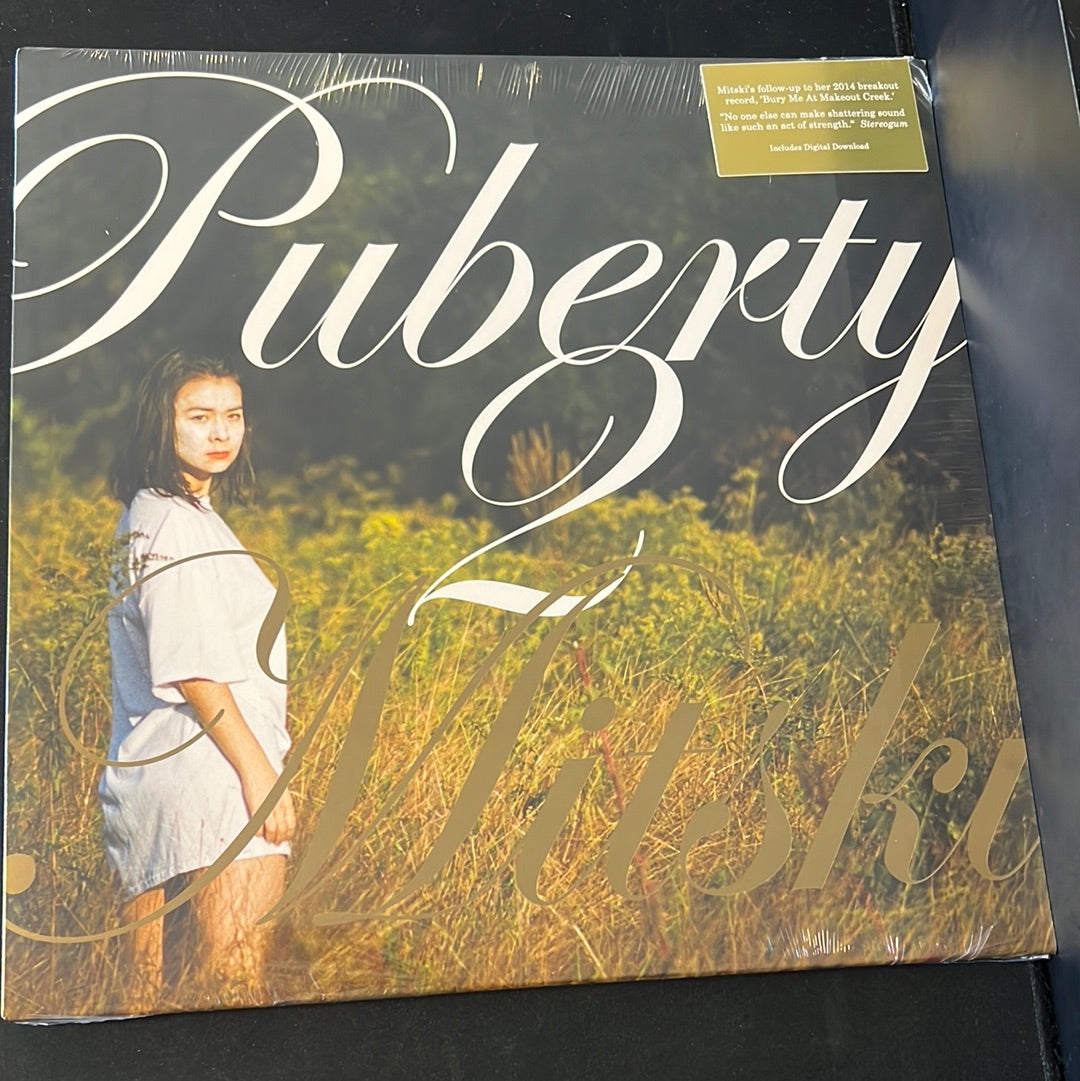 Mitski's follow-up to her 2014 breakout
record, 'Bury Me At Makeout Creek.'
"No one else can make shattering sound
like such an act of strength." Stereogum
Includes Digital Download
Puberty
2
Mitski